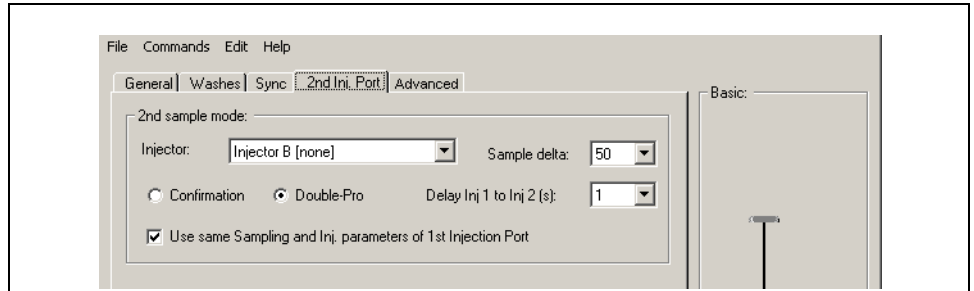 File Commands Edit Help
General Washes Sync 2nd Inj. Port Advanced
Basic:
2nd sample mode:
Injector: Injector B [none] Sample delta: 50
Confirmation Double-Pro Delay Inj 1 to Inj 2 (s): 1
Use same Sampling and Inj. parameters of 1st Injection Port